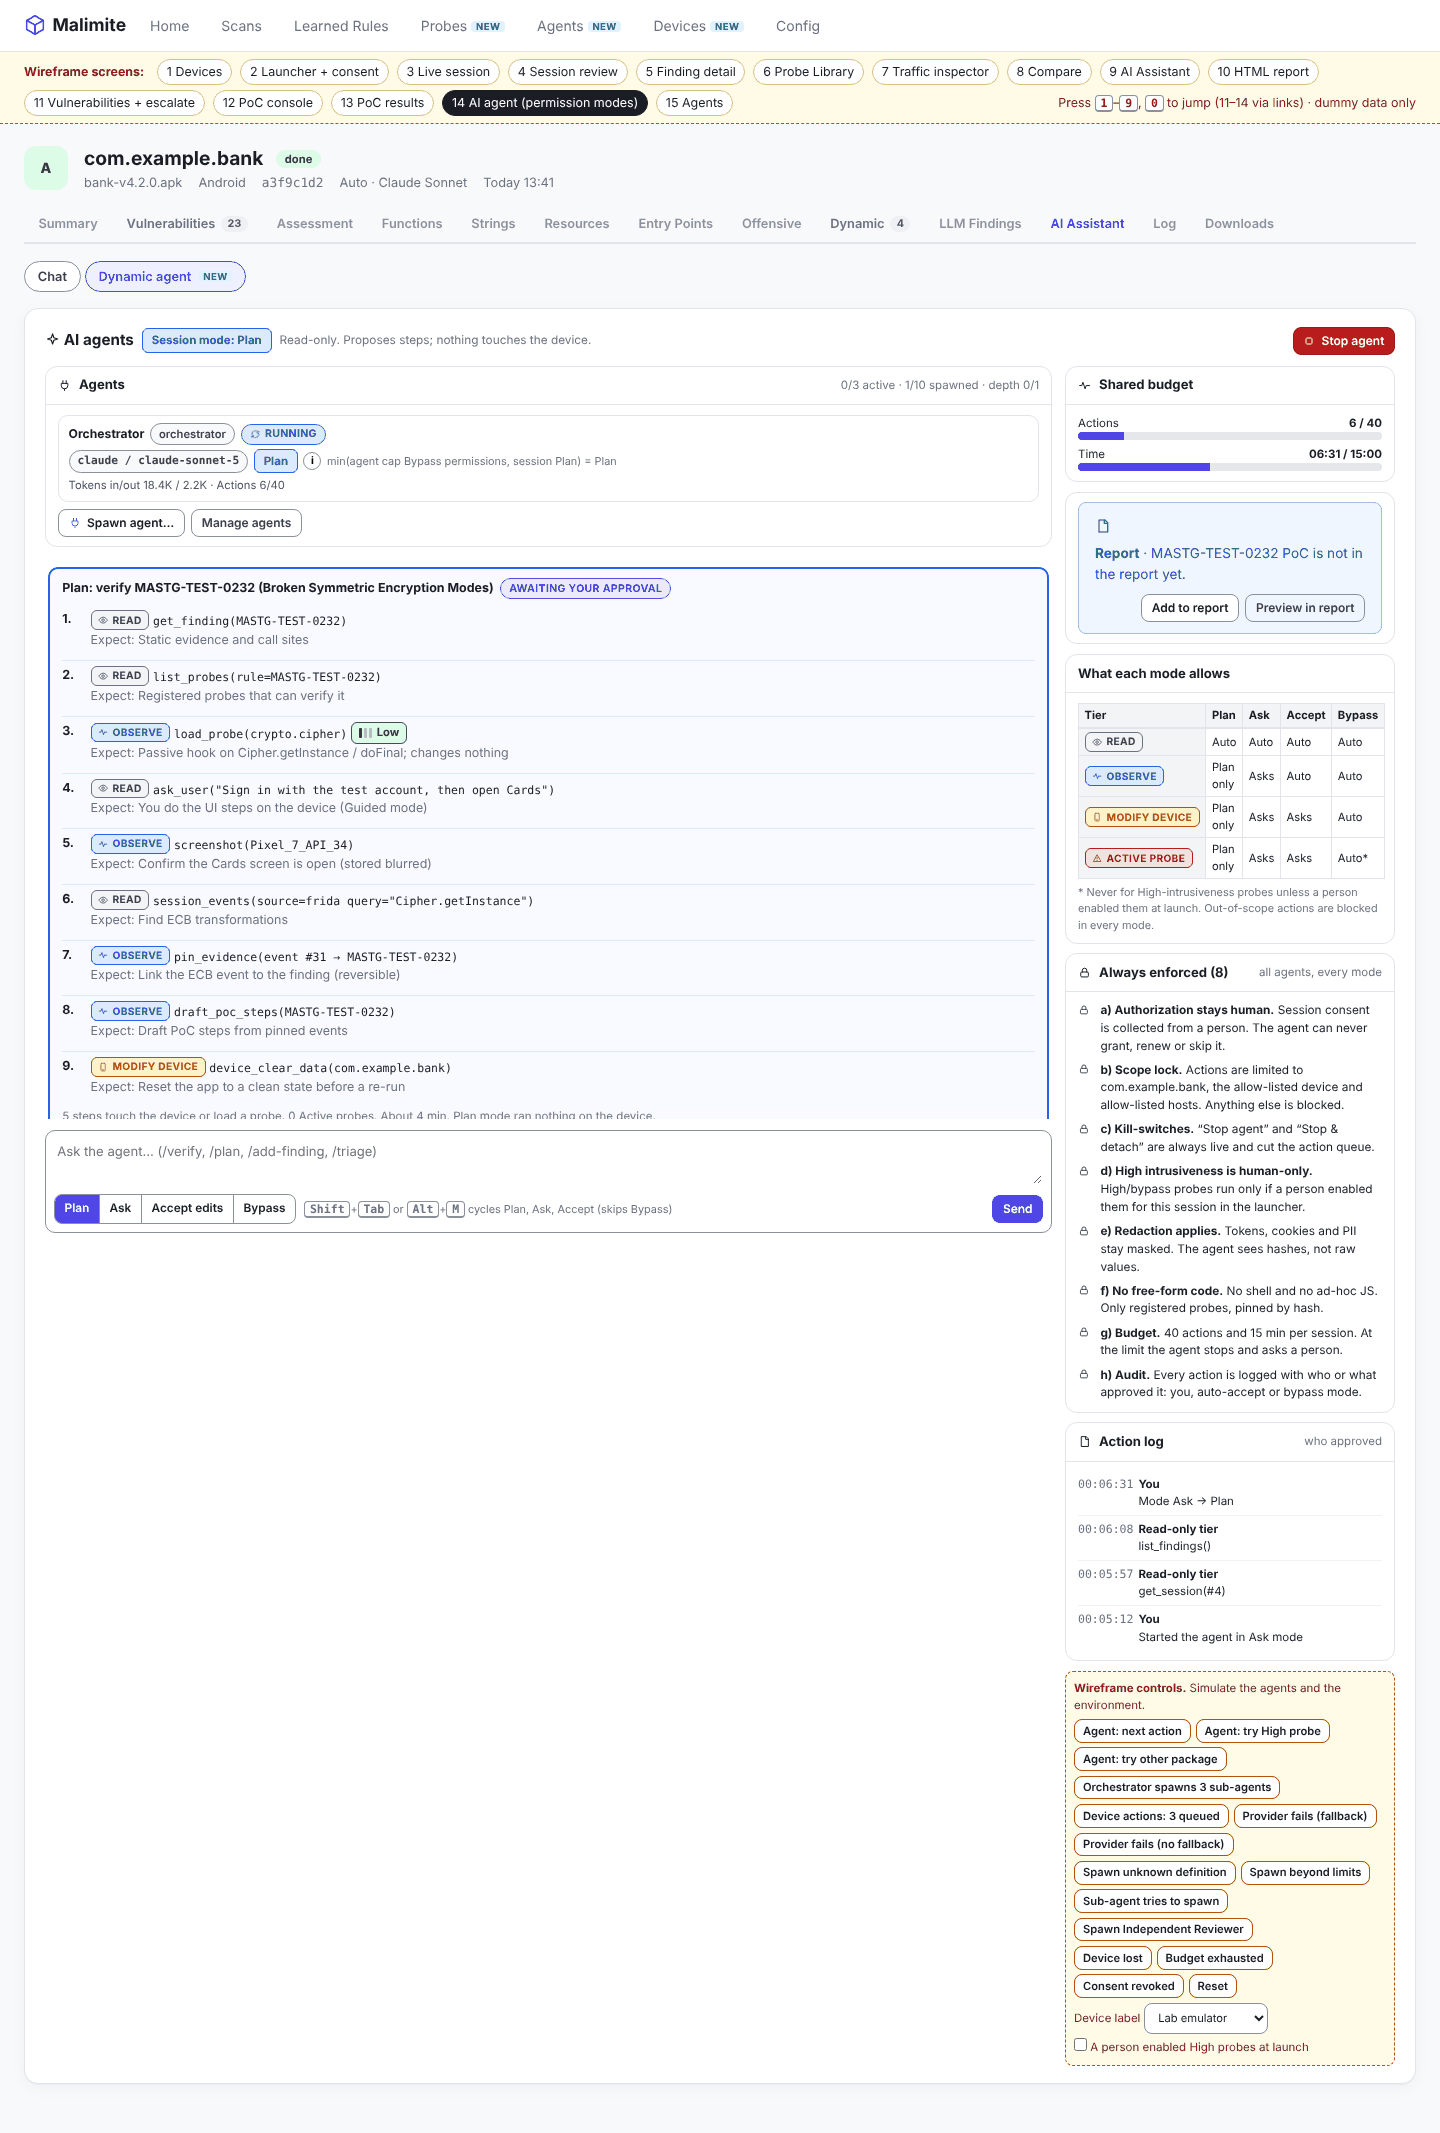 Malimite Home Scans Learned Rules Probes NEW Agents NEW Devices NEW Config
Wireframe screens: 1 Devices 2 Launcher + consent 3 Live session 4 Session review 5 Finding detail 6 Probe Library 7 Traffic inspector 8 Compare 9 AI Assistant 10 HTML report
11 Vulnerabilities + escalate 12 PoC console 13 PoC results 14 AI agent (permission modes) 15 Agents Press 1–9, 0 to jump (11–14 via links) · dummy data only
A
com.example.bank done
bank-v4.2.0.apk Android a3f9c1d2 Auto · Claude Sonnet Today 13:41
Summary Vulnerabilities 23 Assessment Functions Strings Resources Entry Points Offensive Dynamic 4 LLM Findings AI Assistant Log Downloads
Chat Dynamic agent NEW
AI agents Session mode: Plan Read-only. Proposes steps; nothing touches the device. Stop agent
Agents 0/3 active · 1/10 spawned · depth 0/1
Orchestrator orchestrator RUNNING
claude / claude-sonnet-5 Plan i min(agent cap Bypass permissions, session Plan) = Plan
Tokens in/out 18.4K / 2.2K · Actions 6/40
Spawn agent... Manage agents
Plan: verify MASTG-TEST-0232 (Broken Symmetric Encryption Modes) AWAITING YOUR APPROVAL
1. READ get_finding(MASTG-TEST-0232)
Expect: Static evidence and call sites
2. READ list_probes(rule=MASTG-TEST-0232)
Expect: Registered probes that can verify it
3. OBSERVE load_probe(crypto.cipher) Low
Expect: Passive hook on Cipher.getInstance / doFinal; changes nothing
4. READ ask_user("Sign in with the test account, then open Cards")
Expect: You do the UI steps on the device (Guided mode)
5. OBSERVE screenshot(Pixel_7_API_34)
Expect: Confirm the Cards screen is open (stored blurred)
6. READ session_events(source=frida query="Cipher.getInstance")
Expect: Find ECB transformations
7. OBSERVE pin_evidence(event #31 → MASTG-TEST-0232)
Expect: Link the ECB event to the finding (reversible)
8. OBSERVE draft_poc_steps(MASTG-TEST-0232)
Expect: Draft PoC steps from pinned events
9. MODIFY DEVICE device_clear_data(com.example.bank)
Expect: Reset the app to a clean state before a re-run
5 steps touch the device or load a probe. 0 Active probes. About 4 min. Plan mode ran nothing on the device.
Ask the agent... (/verify, /plan, /add-finding, /triage)
Plan Ask Accept edits Bypass Shift+Tab or Alt+M cycles Plan, Ask, Accept (skips Bypass) Send
Shared budget
Actions 6 / 40
Time 06:31 / 15:00
Report · MASTG-TEST-0232 PoC is not in
the report yet.
Add to report Preview in report
What each mode allows
Tier Plan Ask Accept Bypass
READ Auto Auto Auto Auto
OBSERVE Plan only Asks Auto Auto
MODIFY DEVICE Plan only Asks Asks Auto
ACTIVE PROBE Plan only Asks Asks Auto*
* Never for High-intrusiveness probes unless a person
enabled them at launch. Out-of-scope actions are blocked
in every mode.
Always enforced (8) all agents, every mode
a) Authorization stays human. Session consent
is collected from a person. The agent can never
grant, renew or skip it.
b) Scope lock. Actions are limited to
com.example.bank, the allow-listed device and
allow-listed hosts. Anything else is blocked.
c) Kill-switches. “Stop agent” and “Stop &
detach” are always live and cut the action queue.
d) High intrusiveness is human-only.
High/bypass probes run only if a person enabled
them for this session in the launcher.
e) Redaction applies. Tokens, cookies and PII
stay masked. The agent sees hashes, not raw
values.
f) No free-form code. No shell and no ad-hoc JS.
Only registered probes, pinned by hash.
g) Budget. 40 actions and 15 min per session. At
the limit the agent stops and asks a person.
h) Audit. Every action is logged with who or what
approved it: you, auto-accept or bypass mode.
Action log who approved
00:06:31 You
Mode Ask → Plan
00:06:08 Read-only tier
list_findings()
00:05:57 Read-only tier
get_session(#4)
00:05:12 You
Started the agent in Ask mode
Wireframe controls. Simulate the agents and the
environment.
Agent: next action Agent: try High probe
Agent: try other package
Orchestrator spawns 3 sub-agents
Device actions: 3 queued Provider fails (fallback)
Provider fails (no fallback)
Spawn unknown definition Spawn beyond limits
Sub-agent tries to spawn
Spawn Independent Reviewer
Device lost Budget exhausted
Consent revoked Reset
Device label Lab emulator
A person enabled High probes at launch